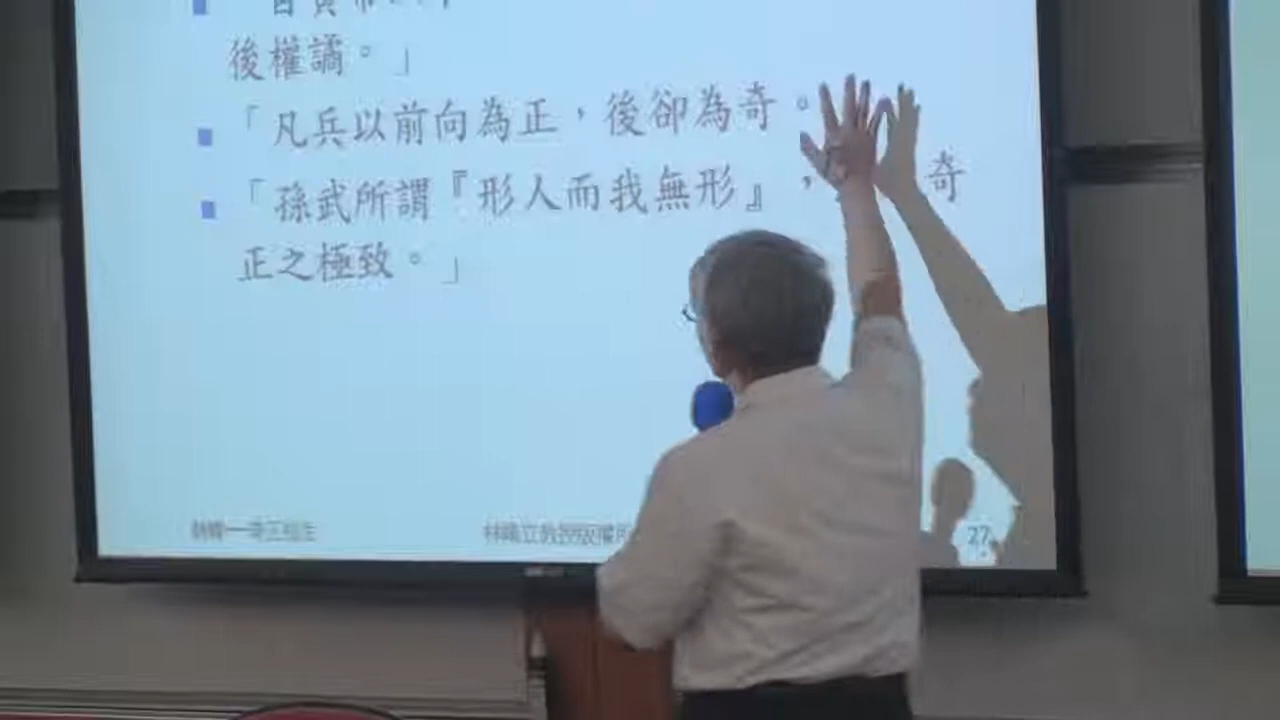 後權譎。」
「凡兵以前向為正，後卻為奇。
「孫武所謂『形人而我無形』，奇
正之極致。」
27